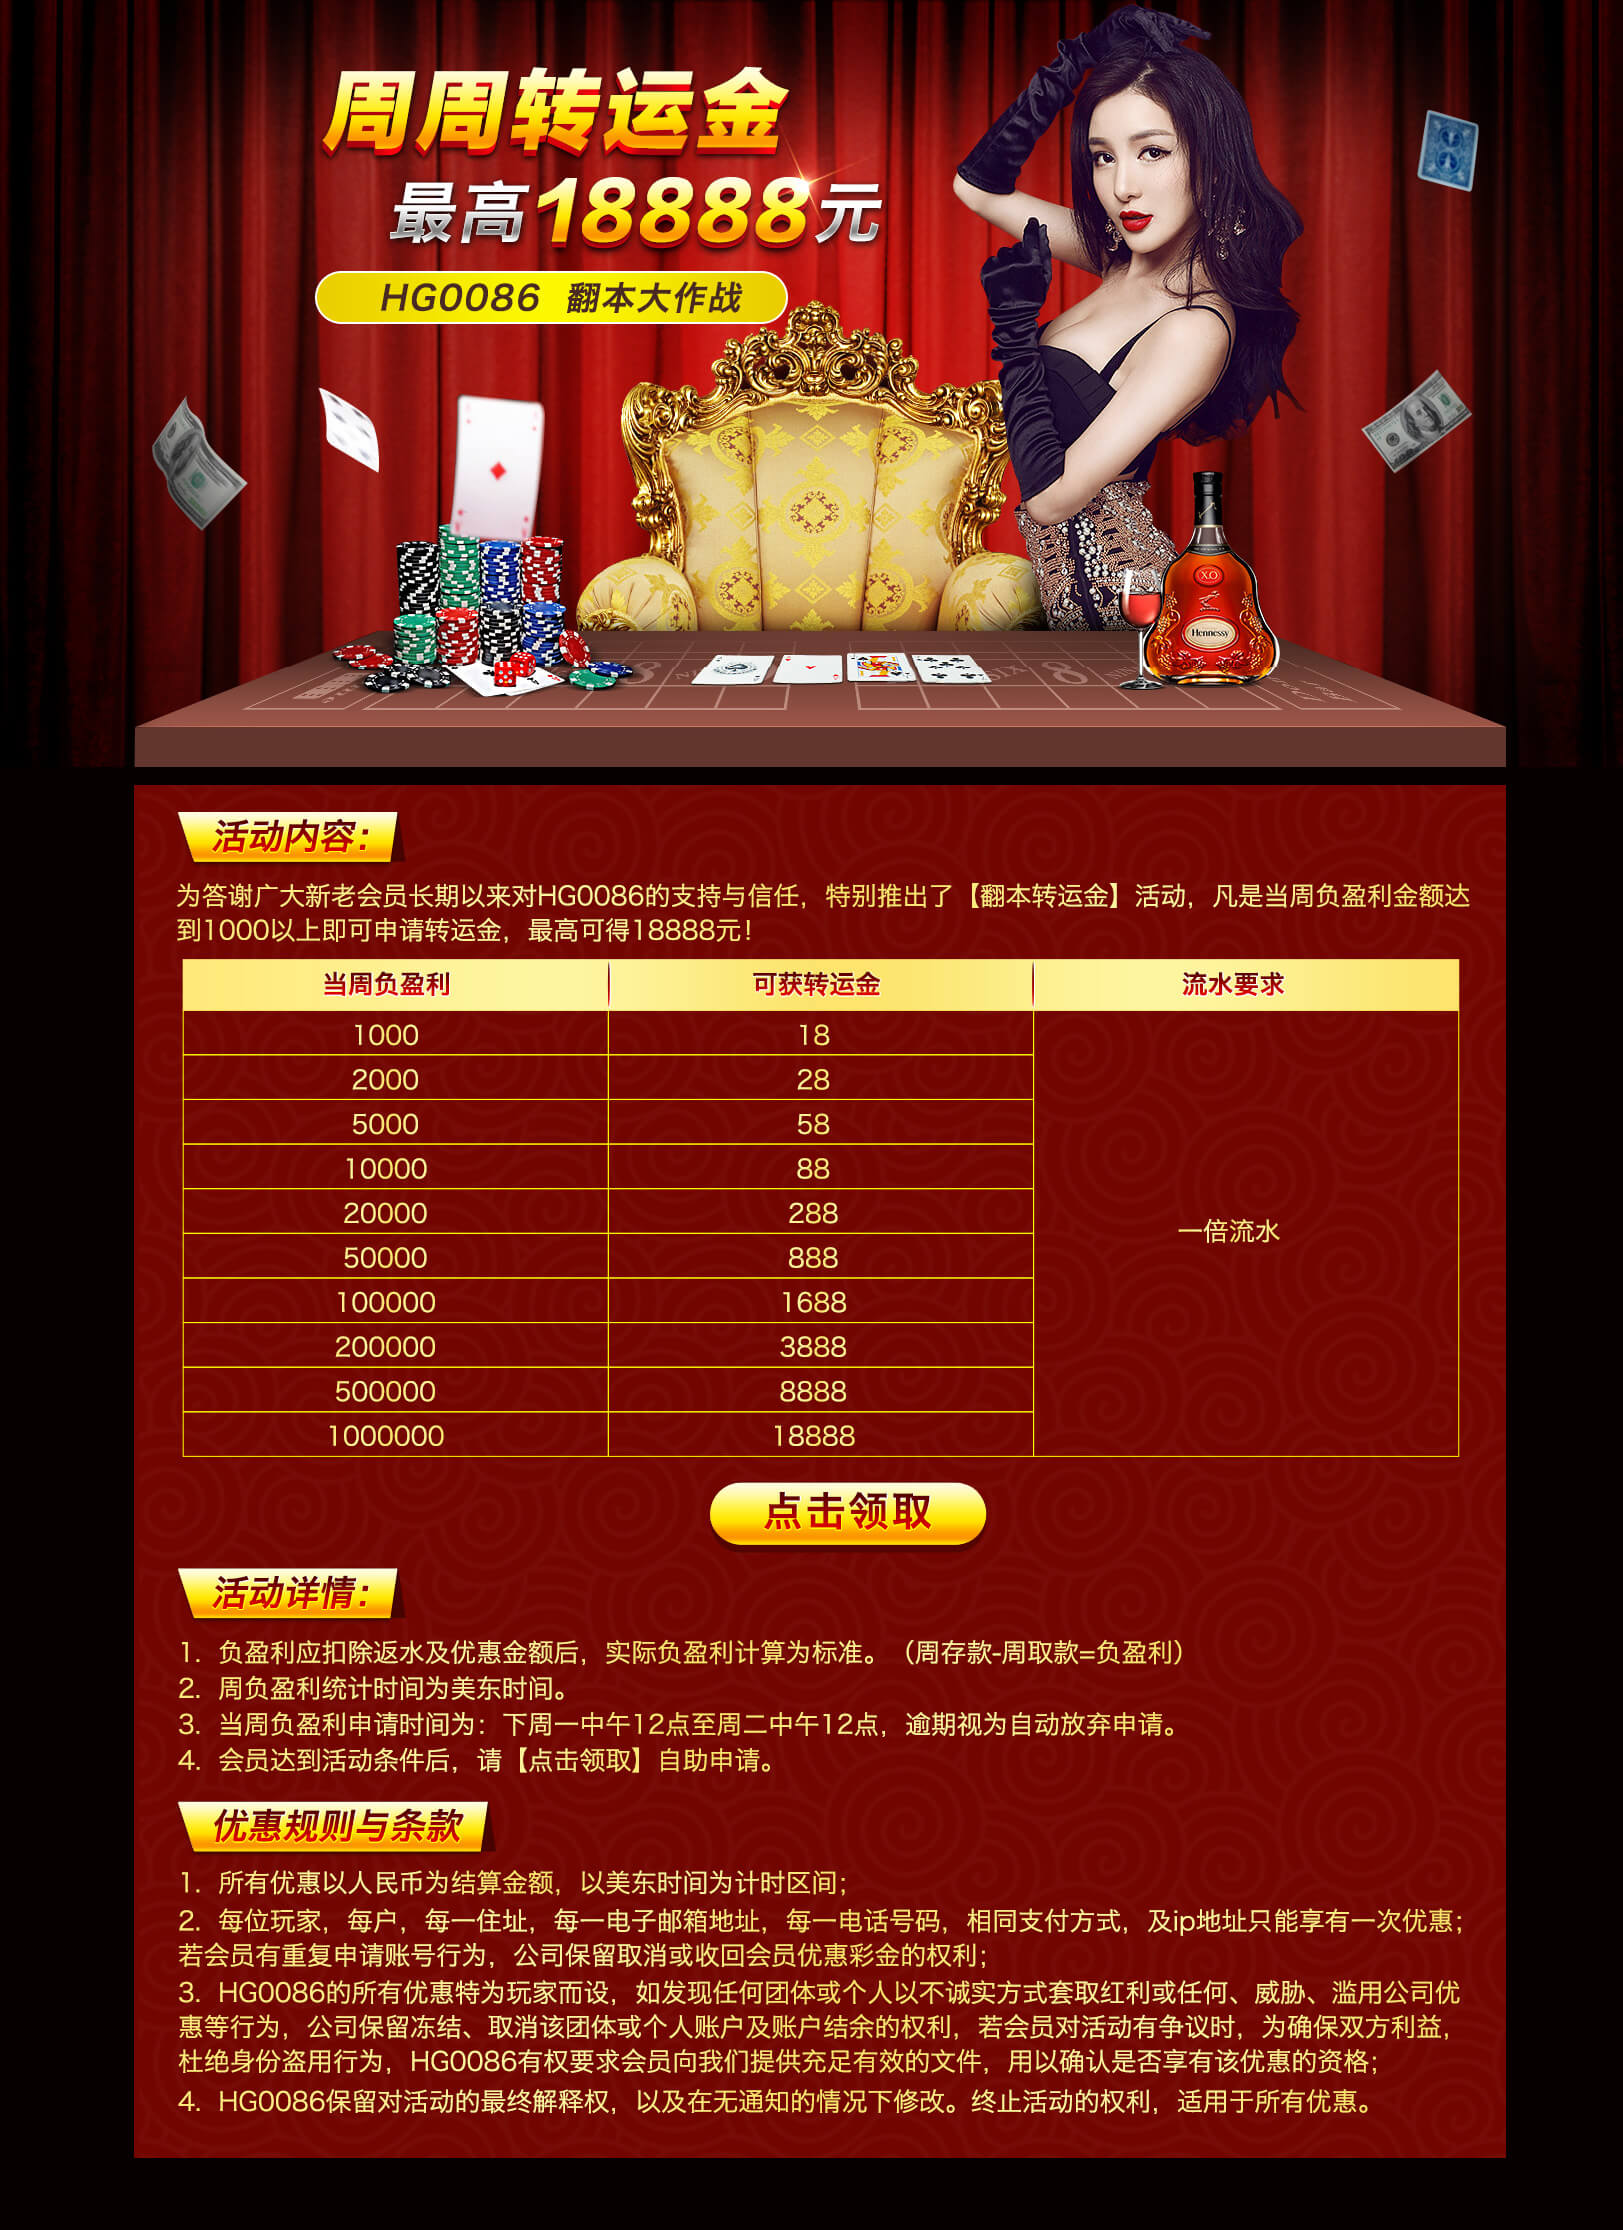 周周转运金
最高18888元
HG0086 翻本大作战
X.O
Hennessy
活动内容：
为答谢广大新老会员长期以来对HG0086的支持与信任，特别推出了【翻本转运金】活动，凡是当周负盈利金额达
到1000以上即可申请转运金，最高可得18888元！
当周负盈利 可获转运金 流水要求
1000 18
2000 28
5000 58
10000 88
20000 288
一倍流水
50000 888
100000 1688
200000 3888
500000 8888
1000000 18888
点击领取
活动详情：
1. 负盈利应扣除返水及优惠金额后，实际负盈利计算为标准。（周存款-周取款=负盈利）
2. 周负盈利统计时间为美东时间。
3. 当周负盈利申请时间为：下周一中午12点至周二中午12点，逾期视为自动放弃申请。
4. 会员达到活动条件后，请【点击领取】自助申请。
优惠规则与条款
1. 所有优惠以人民币为结算金额，以美东时间为计时区间；
2. 每位玩家，每户，每一住址，每一电子邮箱地址，每一电话号码，相同支付方式，及ip地址只能享有一次优惠；
若会员有重复申请账号行为，公司保留取消或收回会员优惠彩金的权利；
3. HG0086的所有优惠特为玩家而设，如发现任何团体或个人以不诚实方式套取红利或任何、威胁、滥用公司优
惠等行为，公司保留冻结、取消该团体或个人账户及账户结余的权利，若会员对活动有争议时，为确保双方利益，
杜绝身份盗用行为，HG0086有权要求会员向我们提供充足有效的文件，用以确认是否享有该优惠的资格；
4. HG0086保留对活动的最终解释权，以及在无通知的情况下修改。终止活动的权利，适用于所有优惠。